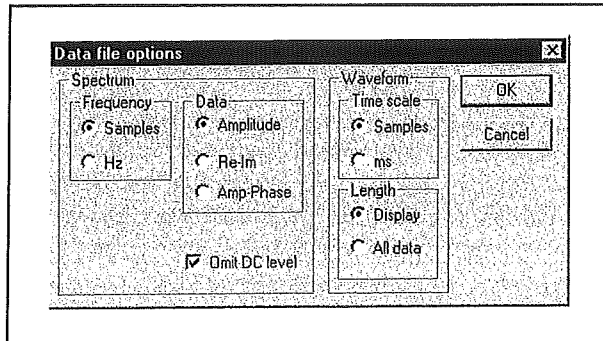 Data file options
Spectrum
Frequency
Samples
Hz
Data
Amplitude
Re-Im
Amp-Phase
Omit DC level
Waveform
Time scale
Samples
ms
Length
Display
All data
OK
Cancel